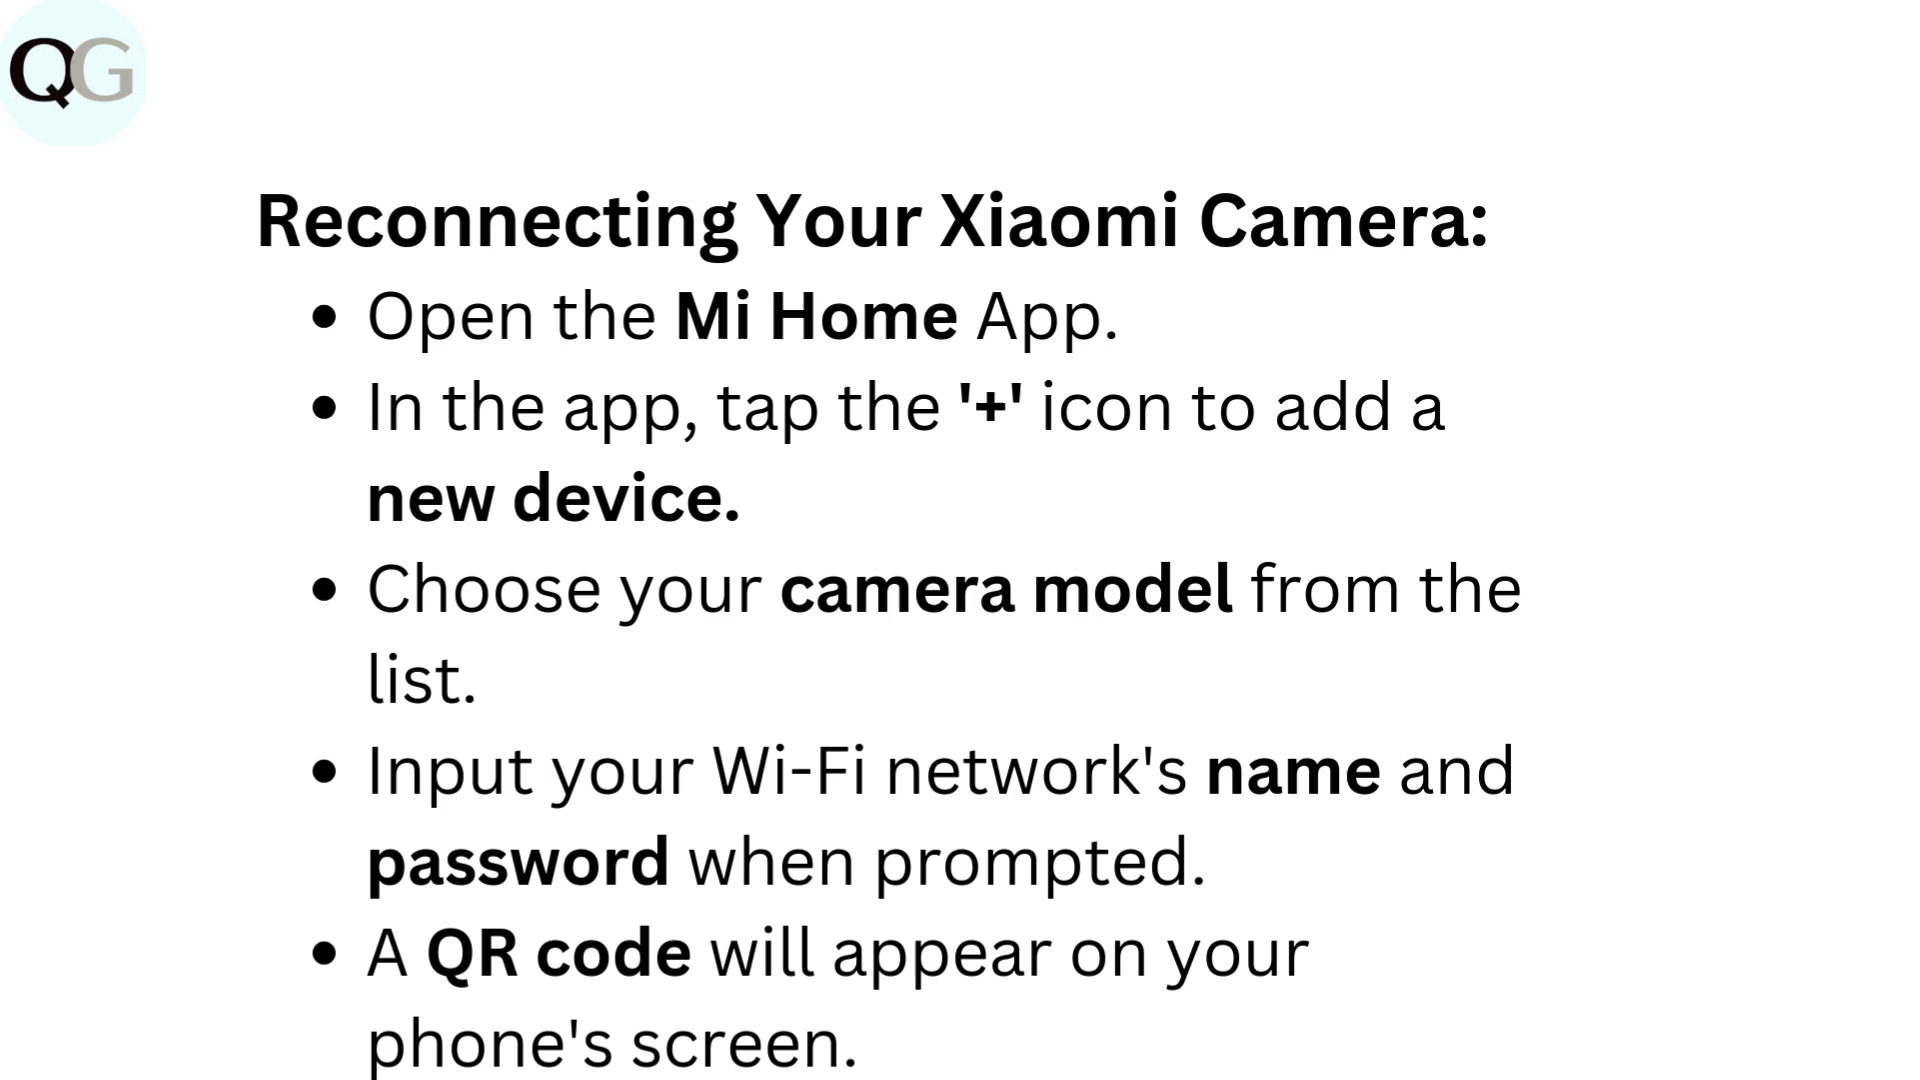 QG
Reconnecting Your Xiaomi Camera:
• Open the Mi Home App.
• In the app, tap the '+' icon to add a
new device.
• Choose your camera model from the
list.
• Input your Wi-Fi network's name and
password when prompted.
• A QR code will appear on your
phone's screen.